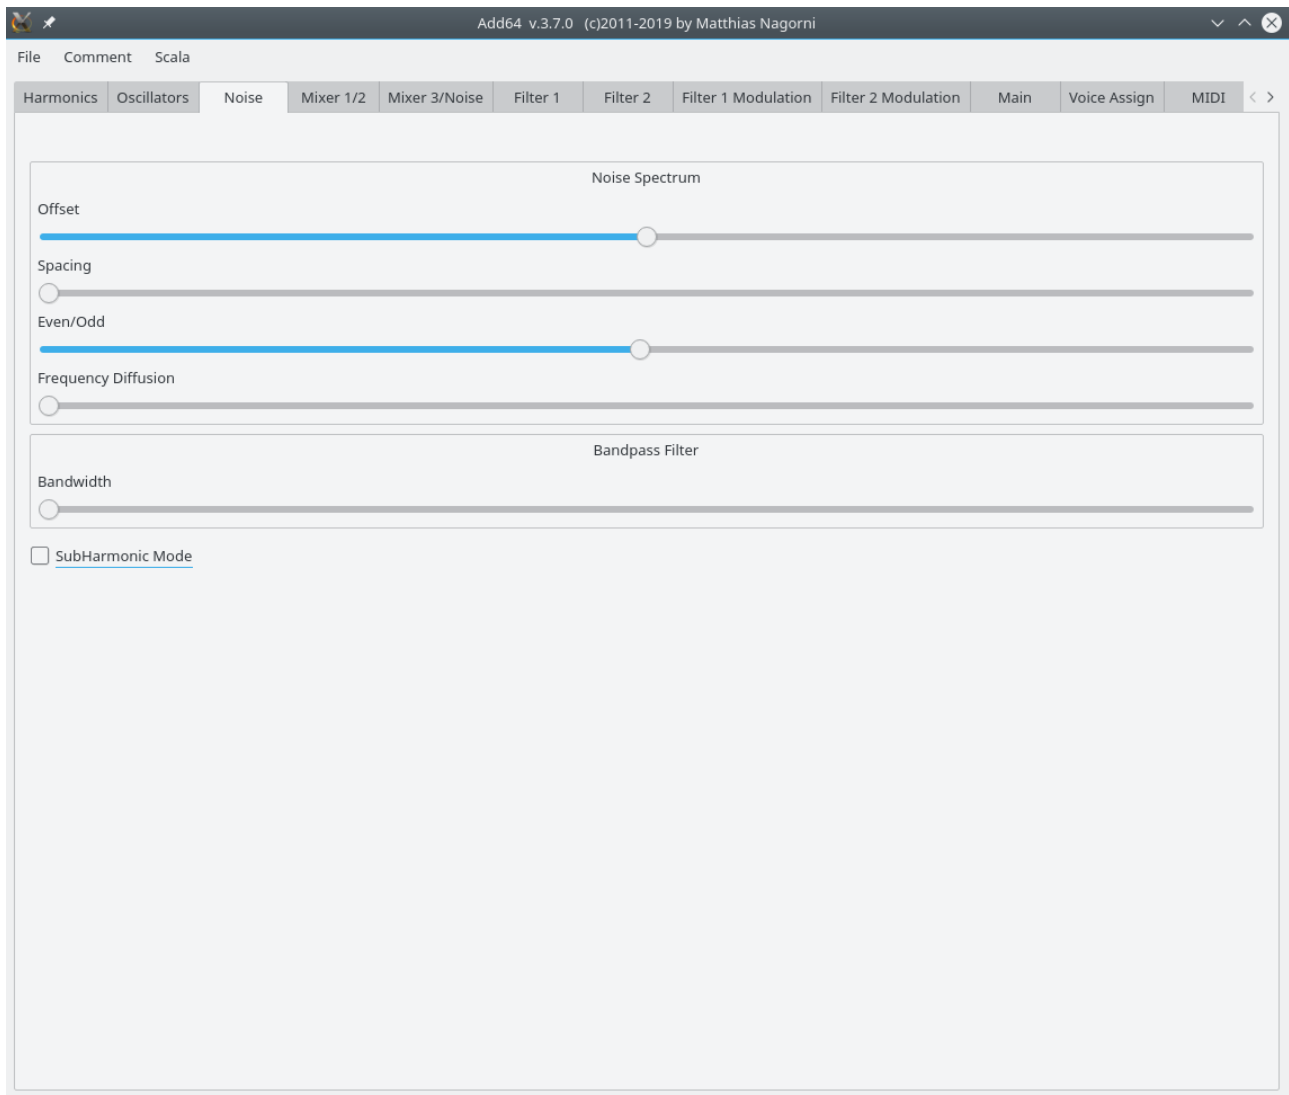 Add64  v.3.7.0   (c)2011-2019 by Matthias Nagorni
File Comment Scala
Harmonics Oscillators Noise Mixer 1/2 Mixer 3/Noise Filter 1 Filter 2 Filter 1 Modulation Filter 2 Modulation Main Voice Assign MIDI
Noise Spectrum
Offset
Spacing
Even/Odd
Frequency Diffusion
Bandpass Filter
Bandwidth
SubHarmonic Mode